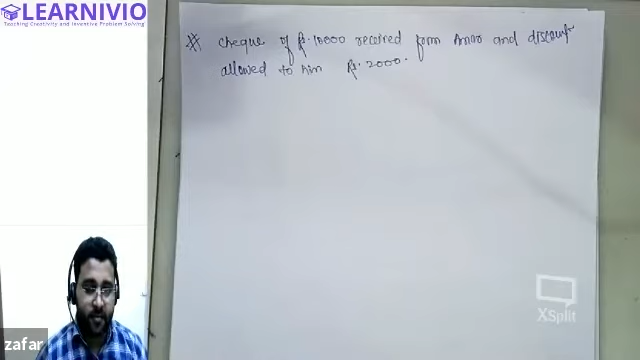 LEARNIVIO
Teaching Creativity and Inventive Problem Solving
※ Cheque of Rs. 10000 received from Amar and discount
allowed to him Rs. 2000.
XSplit
zafar